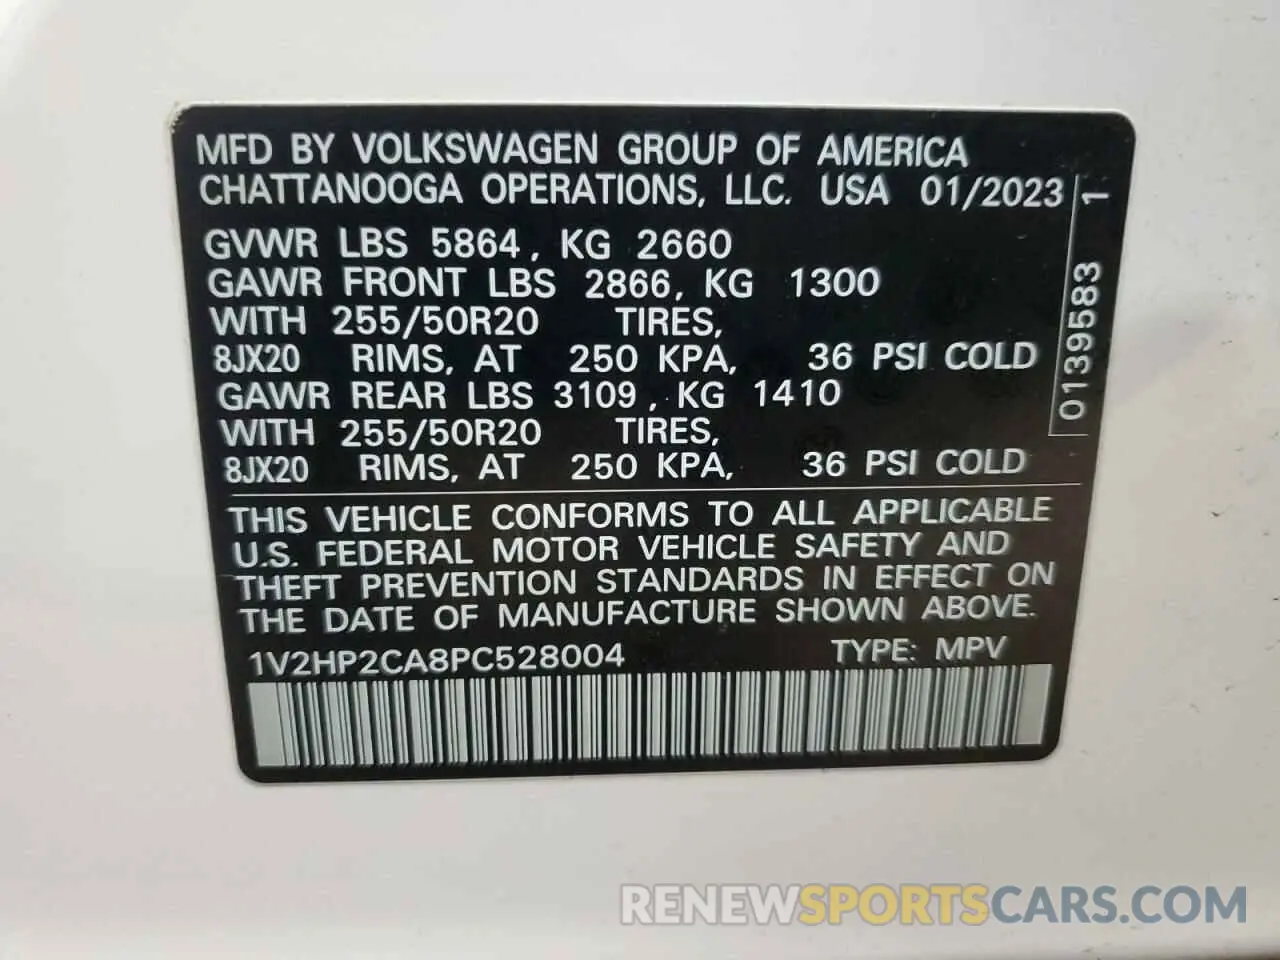 MFD BY VOLKSWAGEN GROUP OF AMERICA
CHATTANOOGA OPERATIONS, LLC. USA 01/2023
GVWR LBS 5864, KG 2660
GAWR FRONT LBS 2866, KG 1300
WITH 255/50R20 TIRES,
8JX20 RIMS, AT 250 KPA, 36 PSI COLD
GAWR REAR LBS 3109, KG 1410
WITH 255/50R20 TIRES,
8JX20 RIMS, AT 250 KPA, 36 PSI COLD
THIS VEHICLE CONFORMS TO ALL APPLICABLE
U.S. FEDERAL MOTOR VEHICLE SAFETY AND
THEFT PREVENTION STANDARDS IN EFFECT ON
THE DATE OF MANUFACTURE SHOWN ABOVE.
1V2HP2CA8PC528004 TYPE: MPV
0139583 1
RENEWSPORTSCARS.COM